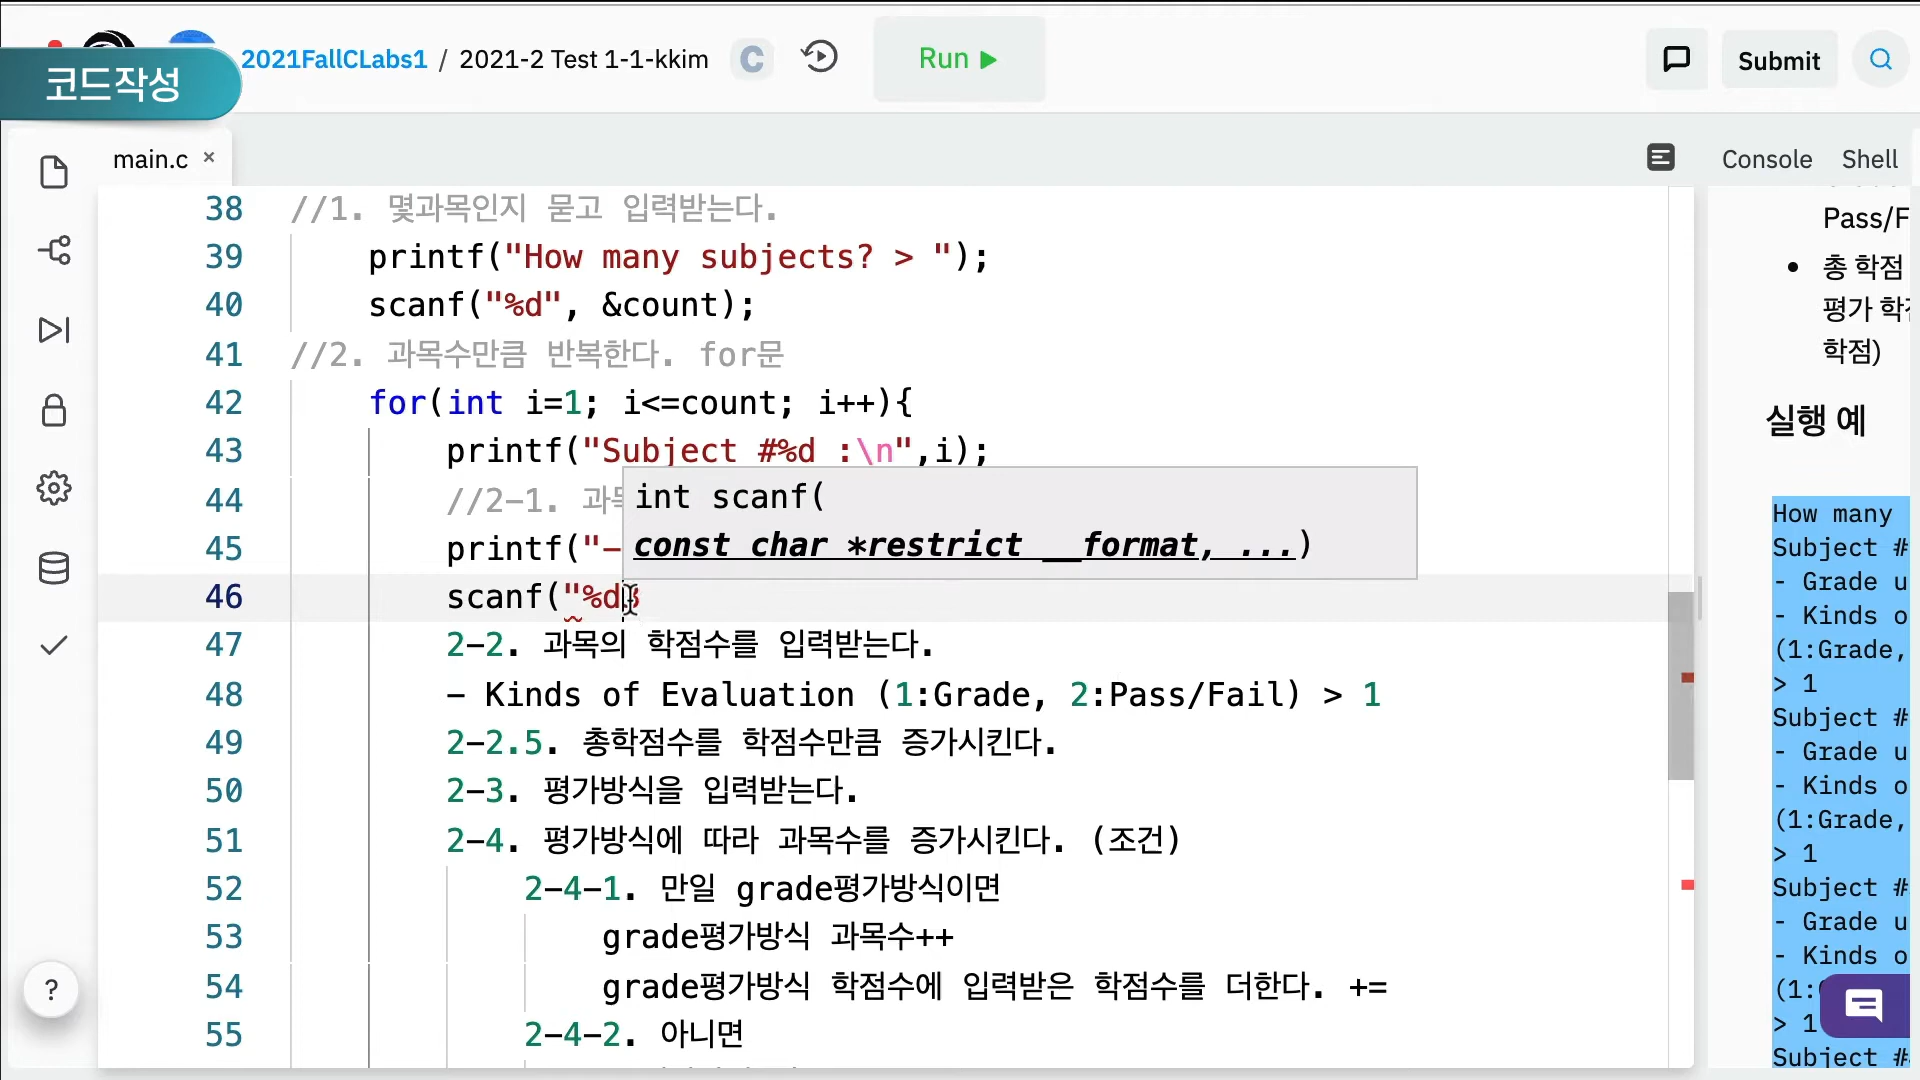 코드작성
2021FallCLabs1 / 2021-2 Test 1-1-kkim
C
Run
Submit
main.c ×
Console Shell
38 //1. 몇과목인지 묻고 입력받는다.
39 printf("How many subjects? > ");
40 scanf("%d", &count);
41 //2. 과목수만큼 반복한다. for문
42 for(int i=1; i<=count; i++){
43 printf("Subject #%d :\n",i);
44 //2-1.
45 printf("-
int scanf(
const char *restrict __format, ...)
46 scanf("%d
47 2-2. 과목의 학점수를 입력받는다.
48 - Kinds of Evaluation (1:Grade, 2:Pass/Fail) > 1
49 2-2.5. 총학점수를 학점수만큼 증가시킨다.
50 2-3. 평가방식을 입력받는다.
51 2-4. 평가방식에 따라 과목수를 증가시킨다. (조건)
52 2-4-1. 만일 grade평가방식이면
53 grade평가방식 과목수++
54 grade평가방식 학점수에 입력받은 학점수를 더한다. +=
55 2-4-2. 아니면
?
Pass/F
• 총 학점
평가 학
학점)
실행 예
How many
Subject #
- Grade u
- Kinds o
(1:Grade,
> 1
Subject #
- Grade u
- Kinds o
(1:Grade,
> 1
Subject #
- Grade u
- Kinds o
(1:
> 1
Subject #